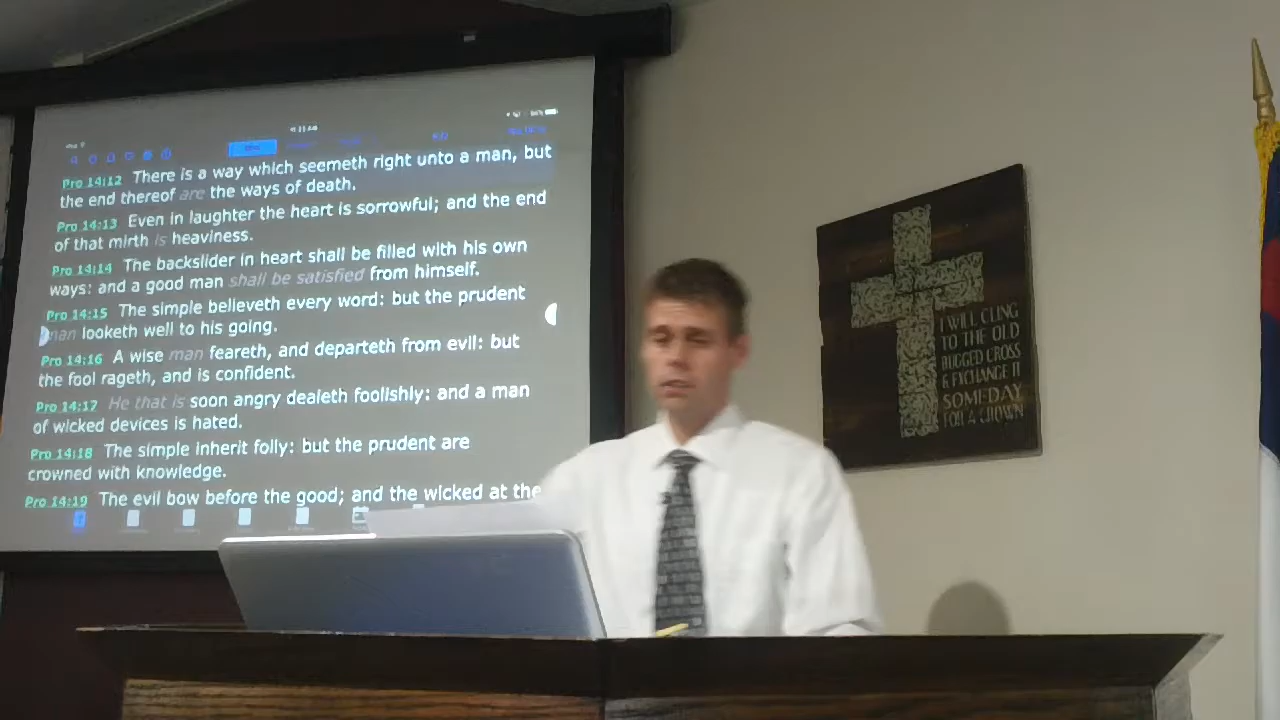 Pro 14:12 There is a way which seemeth right unto a man, but
the end thereof are the ways of death.
Pro 14:13 Even in laughter the heart is sorrowful; and the end
of that mirth is heaviness.
Pro 14:14 The backslider in heart shall be filled with his own
ways: and a good man shall be satisfied from himself.
Pro 14:15 The simple believeth every word: but the prudent
man looketh well to his going.
Pro 14:16 A wise man feareth, and departeth from evil: but
the fool rageth, and is confident.
Pro 14:17 He that is soon angry dealeth foolishly: and a man
of wicked devices is hated.
Pro 14:18 The simple inherit folly: but the prudent are
crowned with knowledge.
Pro 14:19 The evil bow before the good; and the wicked at the
I WILL CLING
TO THE OLD
RUGGED CROSS
& EXCHANGE IT
SOMEDAY
FOR A CROWN